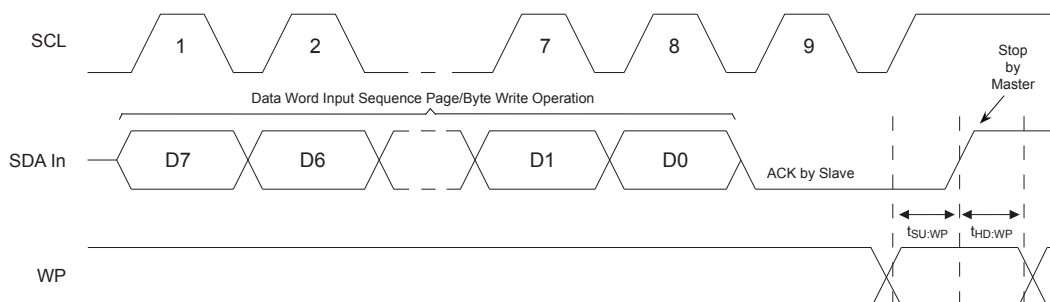 SCL
1 2 7 8 9
Stop
by
Master
Data Word Input Sequence Page/Byte Write Operation
SDA In
D7 D6 D1 D0
ACK by Slave
tSU:WP tHD:WP
WP